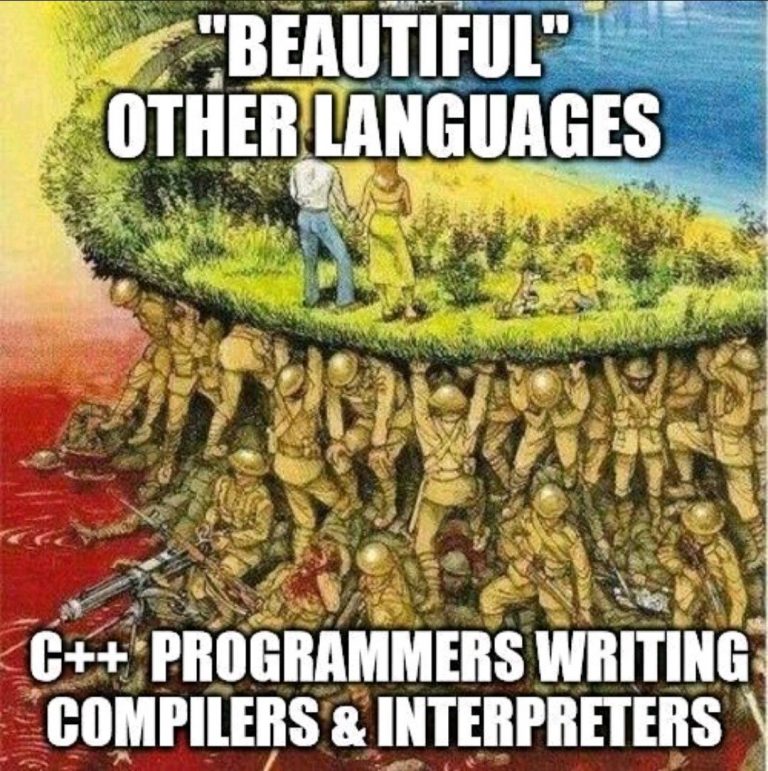 "BEAUTIFUL"
OTHER LANGUAGES
C++ PROGRAMMERS WRITING
COMPILERS & INTERPRETERS